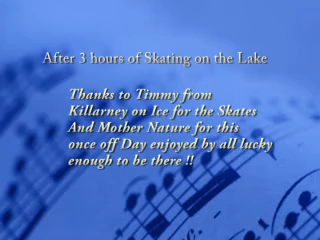 After 3 hours of Skating on the Lake
Thanks to Timmy from
Killarney on Ice for the Skates
And Mother Nature for this
once off Day enjoyed by all lucky
enough to be there !!